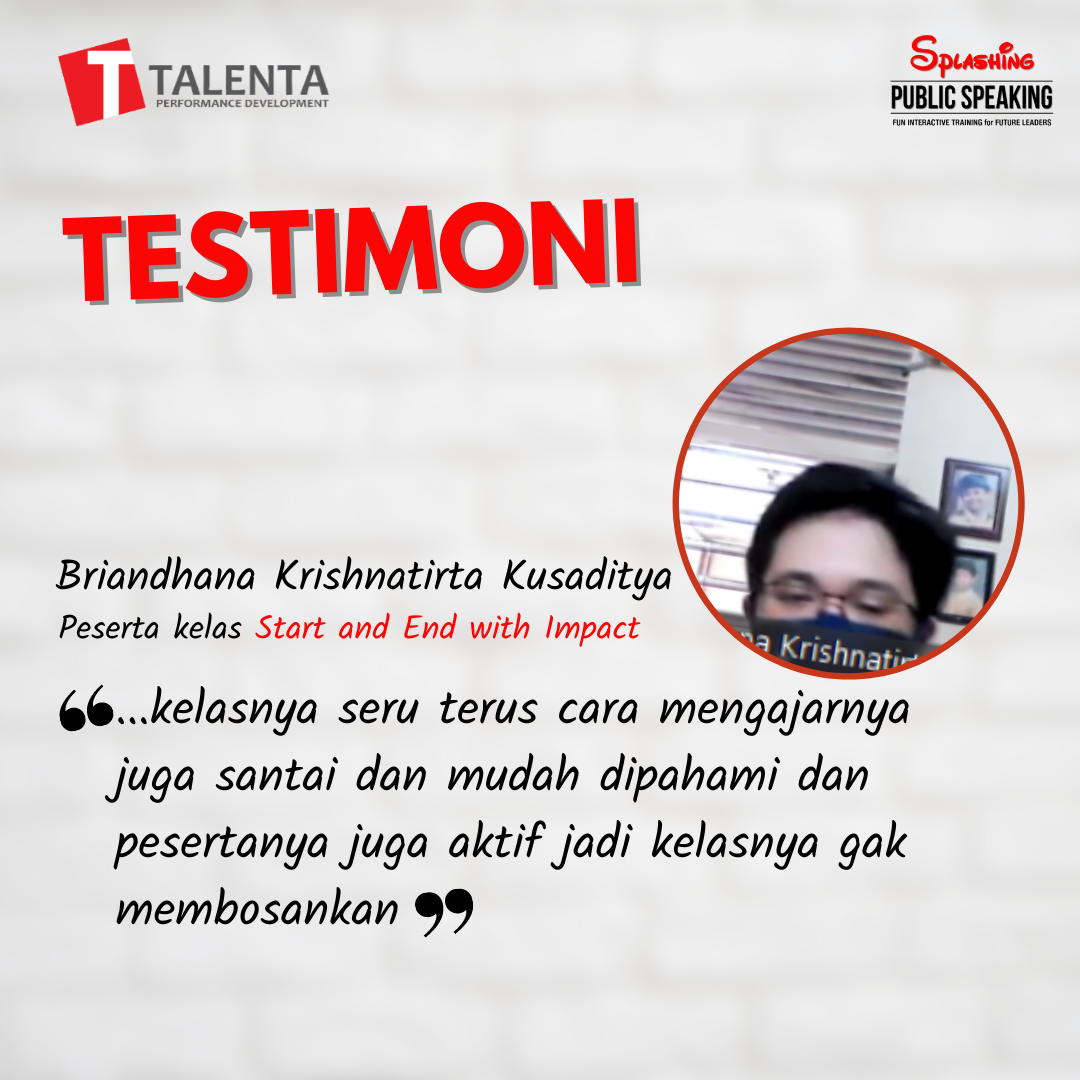 T TALENTA
PERFORMANCE DEVELOPMENT
SPLASHING
PUBLIC SPEAKING
FUN INTERACTIVE TRAINING for FUTURE LEADERS
TESTIMONI
Briandhana Krishnatirta Kusaditya
Peserta kelas Start and End with Impact
na Krishnatirt
“...kelasnya seru terus cara mengajarnya
juga santai dan mudah dipahami dan
pesertanya juga aktif jadi kelasnya gak
membosankan”